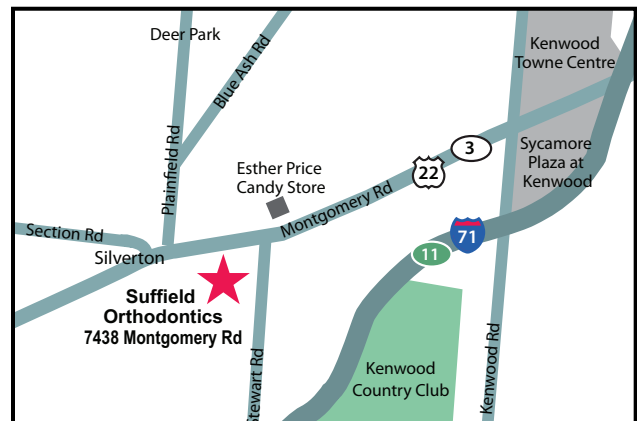 Deer Park
Blue Ash Rd
Plainfield Rd
Kenwood
Towne Centre
3
22
Sycamore
Plaza at
Kenwood
Esther Price
Candy Store
Montgomery Rd
Section Rd
Silverton
71
11
Suffield
Orthodontics
7438 Montgomery Rd
Stewart Rd
Kenwood
Country Club
Kenwood Rd